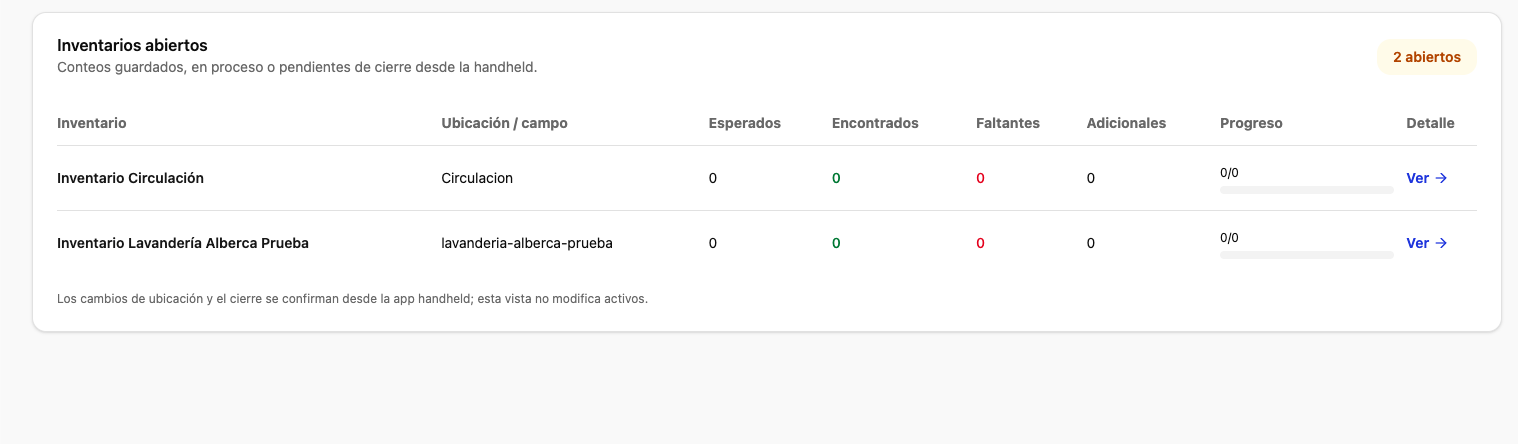 Inventarios abiertos
Conteos guardados, en proceso o pendientes de cierre desde la handheld.
2 abiertos
Inventario Ubicación / campo Esperados Encontrados Faltantes Adicionales Progreso Detalle
Inventario Circulación Circulacion 0 0 0 0 0/0 Ver →
Inventario Lavandería Alberca Prueba lavanderia-alberca-prueba 0 0 0 0 0/0 Ver →
Los cambios de ubicación y el cierre se confirman desde la app handheld; esta vista no modifica activos.